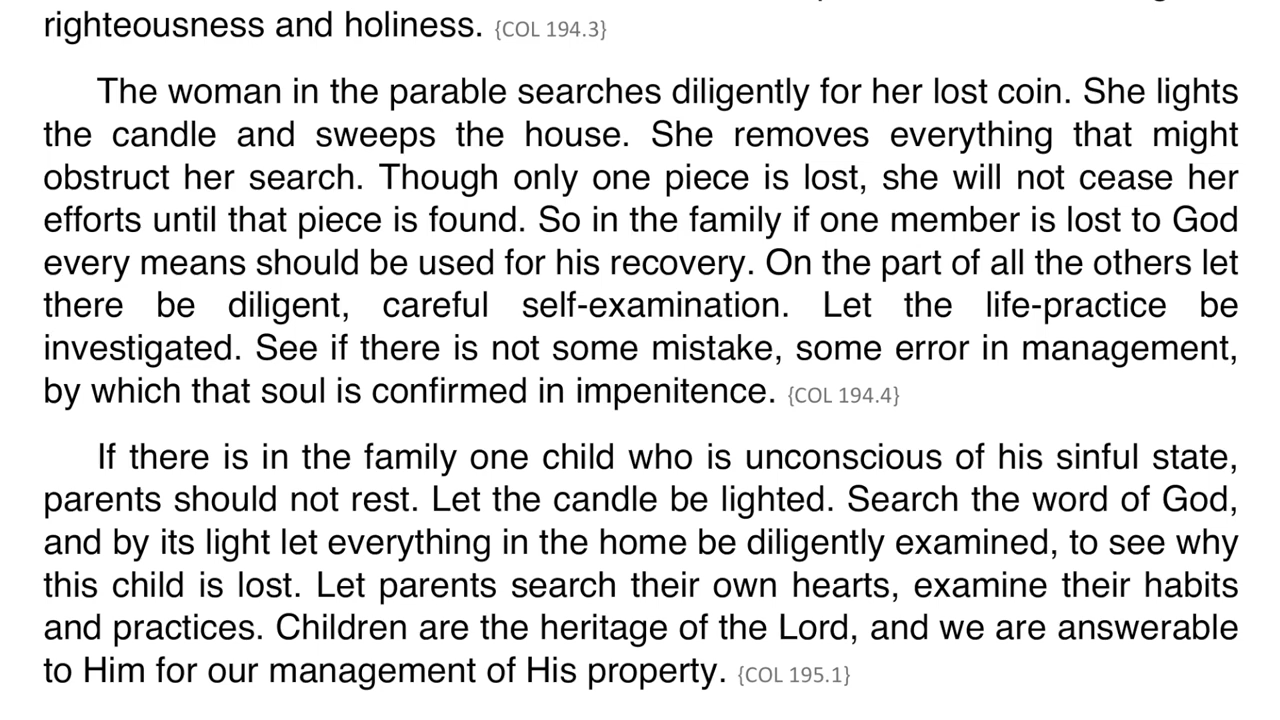 righteousness and holiness. {COL 194.3}
The woman in the parable searches diligently for her lost coin. She lights
the candle and sweeps the house. She removes everything that might
obstruct her search. Though only one piece is lost, she will not cease her
efforts until that piece is found. So in the family if one member is lost to God
every means should be used for his recovery. On the part of all the others let
there be diligent, careful self-examination. Let the life-practice be
investigated. See if there is not some mistake, some error in management,
by which that soul is confirmed in impenitence. {COL 194.4}
If there is in the family one child who is unconscious of his sinful state,
parents should not rest. Let the candle be lighted. Search the word of God,
and by its light let everything in the home be diligently examined, to see why
this child is lost. Let parents search their own hearts, examine their habits
and practices. Children are the heritage of the Lord, and we are answerable
to Him for our management of His property. {COL 195.1}